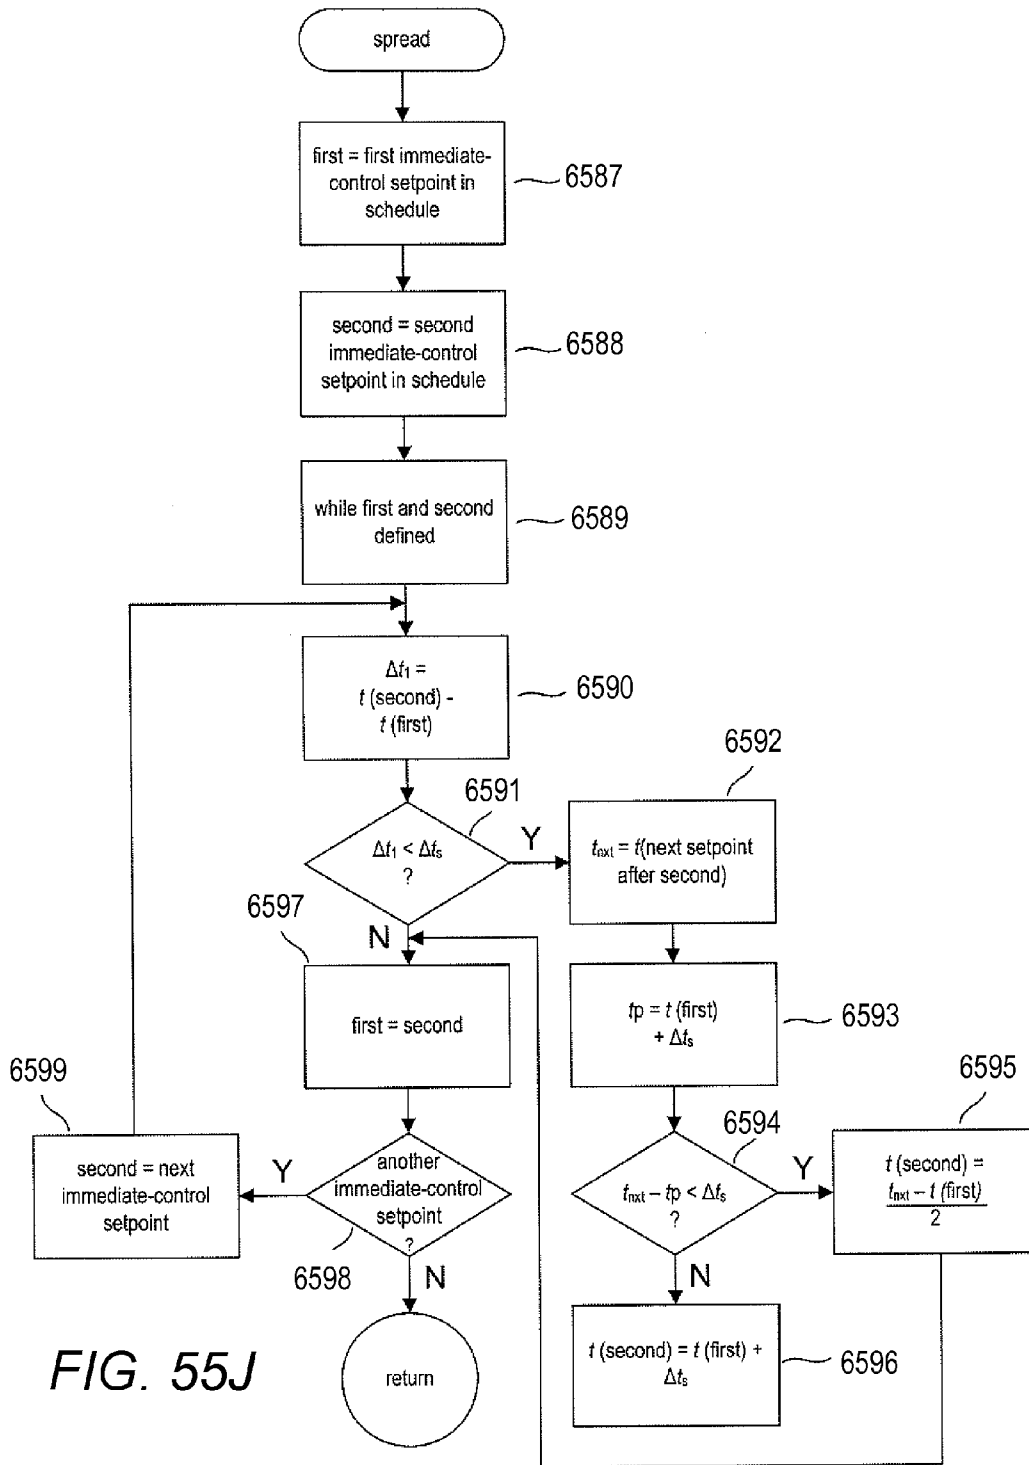 spread
first = first immediate-
control setpoint in
schedule
6587
second = second
immediate-control
setpoint in schedule
6588
while first and second
defined
6589
Δt1 =
t (second) -
t (first)
6590
6591
Δt1 < Δts
?
Y
N
6592
tnxt = t(next setpoint
after second)
6597
first = second
tp = t (first)
+ Δts
6593
6599
second = next
immediate-control
setpoint
Y
another
immediate-control
setpoint
?
6598
N
6594
tnxt – tp < Δts
?
Y
N
6595
t (second) =
tnxt – t (first)
2
return
t (second) = t (first) +
Δts
6596
FIG. 55J